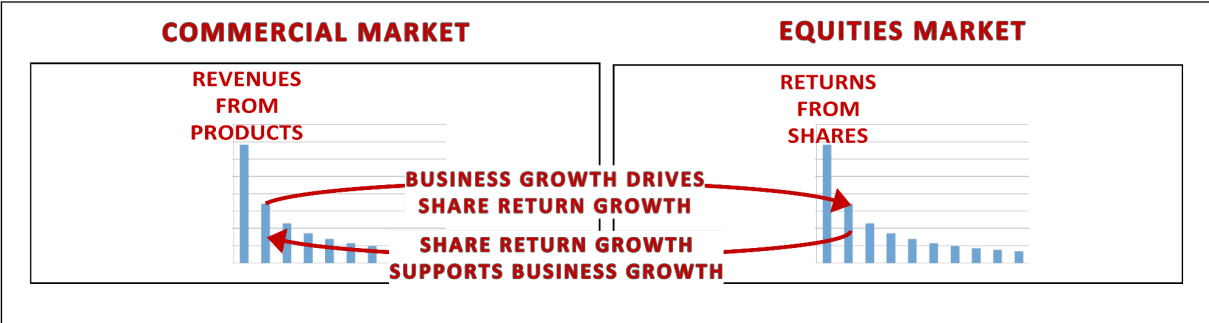 COMMERCIAL MARKET
EQUITIES MARKET
REVENUES
FROM
PRODUCTS
RETURNS
FROM
SHARES
BUSINESS GROWTH DRIVES
SHARE RETURN GROWTH
SHARE RETURN GROWTH
SUPPORTS BUSINESS GROWTH